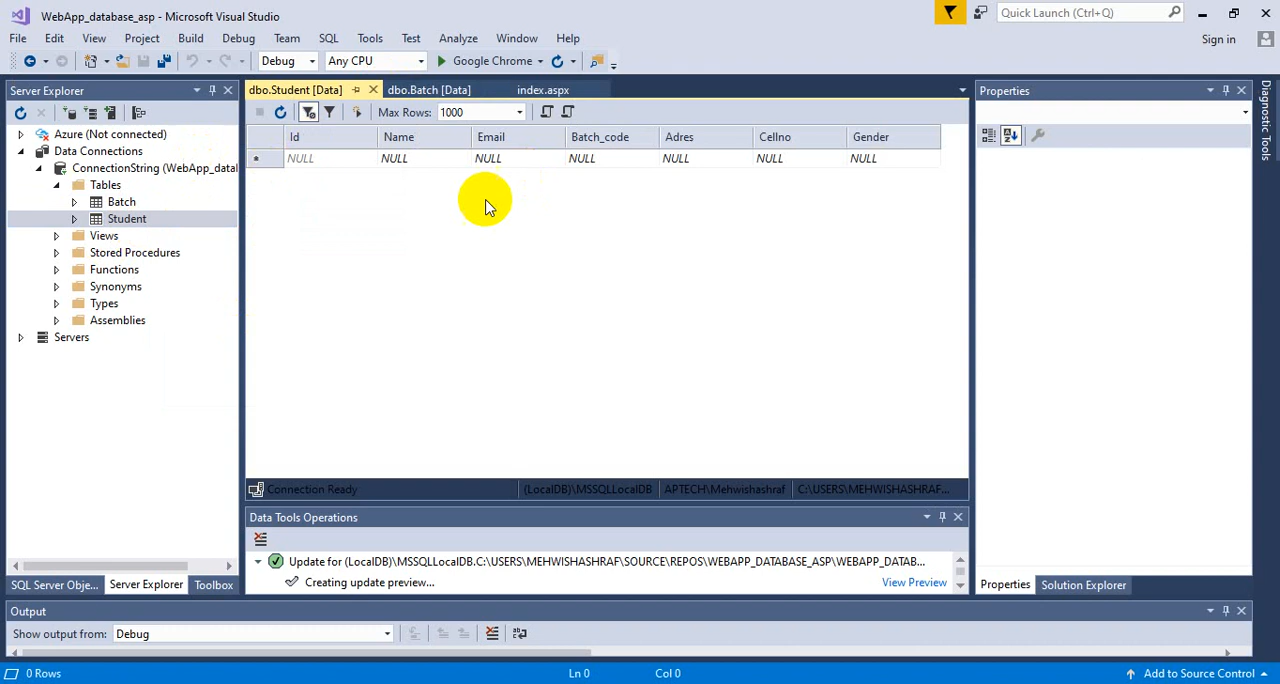 WebApp_database_asp - Microsoft Visual Studio
Quick Launch (Ctrl+Q)
File Edit View Project Build Debug Team SQL Tools Test Analyze Window Help
Sign in
Debug Any CPU Google Chrome
Server Explorer
dbo.Student [Data] dbo.Batch [Data] index.aspx
Properties
Diagnostic Tools
Max Rows: 1000
Azure (Not connected)
Data Connections
ConnectionString (WebApp_datal
Tables
Batch
Student
Views
Stored Procedures
Functions
Synonyms
Types
Assemblies
Servers
Id Name Email Batch_code Adres Cellno Gender
NULL NULL NULL NULL NULL NULL NULL
Connection Ready (LocalDB)\MSSQLLocalDB APTECH\Mehwishashraf C:\USERS\MEHWISHASHRAF...
Data Tools Operations
Update for (LocalDB)\MSSQLLocalDB.C:\USERS\MEHWISHASHRAF\SOURCE\REPOS\WEBAPP_DATABASE_ASP\WEBAPP_DATAB...
Creating update preview... View Preview
SQL Server Obje... Server Explorer Toolbox
Properties Solution Explorer
Output
Show output from: Debug
0 Rows Ln 0 Col 0 Add to Source Control